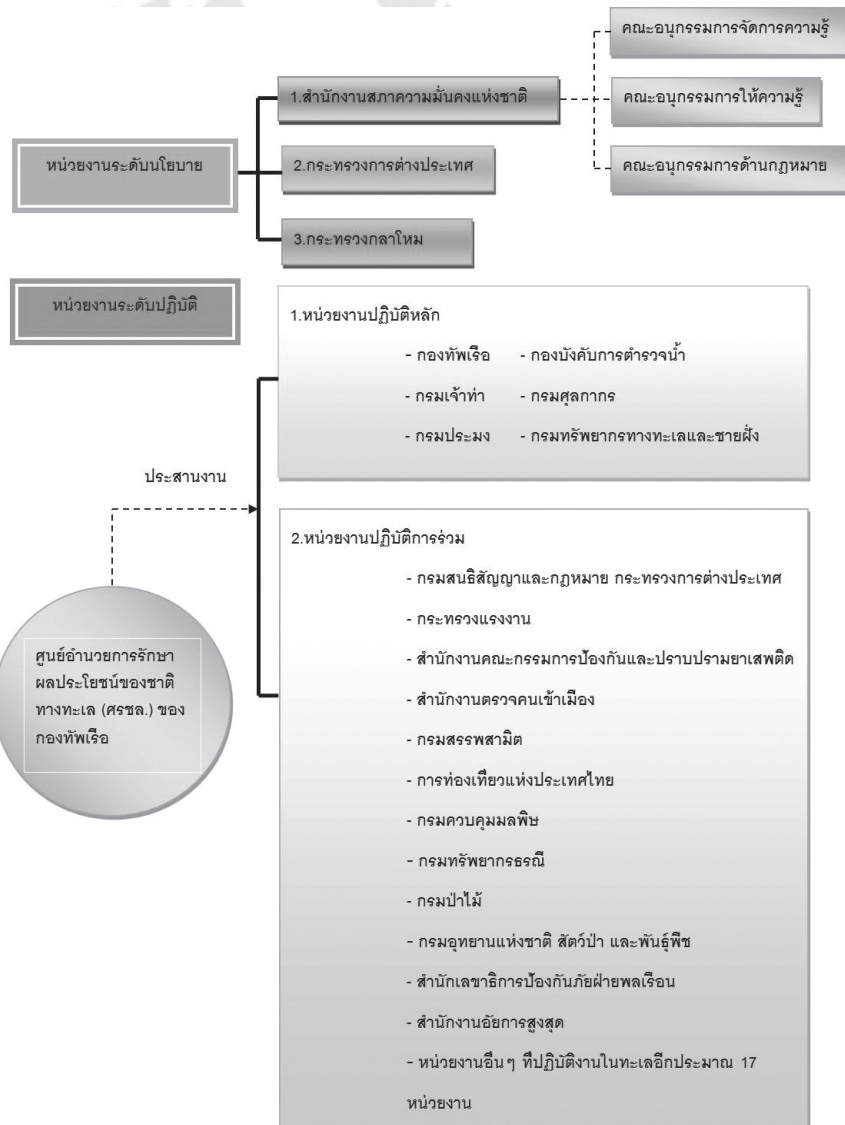 คณะอนุกรรมการจัดการความรู้
1.สำนักงานสภาความมั่นคงแห่งชาติ
คณะอนุกรรมการให้ความรู้
หน่วยงานระดับนโยบาย
2.กระทรวงการต่างประเทศ
คณะอนุกรรมการด้านกฎหมาย
3.กระทรวงกลาโหม
หน่วยงานระดับปฏิบัติ
1.หน่วยงานปฏิบัติหลัก
- กองทัพเรือ - กองบังคับการตำรวจน้ำ
- กรมเจ้าท่า - กรมศุลกากร
- กรมประมง - กรมทรัพยากรทางทะเลและชายฝั่ง
ประสานงาน
2.หน่วยงานปฏิบัติการร่วม
- กรมสนธิสัญญาและกฎหมาย กระทรวงการต่างประเทศ
- กระทรวงแรงงาน
- สำนักงานคณะกรรมการป้องกันและปราบปรามยาเสพติด
- สำนักงานตรวจคนเข้าเมือง
- กรมสรรพสามิต
- การท่องเที่ยวแห่งประเทศไทย
- กรมควบคุมมลพิษ
- กรมทรัพยากรธรณี
- กรมป่าไม้
- กรมอุทยานแห่งชาติ สัตว์ป่า และพันธุ์พืช
- สำนักเลขาธิการป้องกันภัยฝ่ายพลเรือน
- สำนักงานอัยการสูงสุด
- หน่วยงานอื่นๆ ที่ปฏิบัติงานในทะเลอีกประมาณ 17
หน่วยงาน
ศูนย์อำนวยการรักษา
ผลประโยชน์ของชาติ
ทางทะเล (ศรชล.) ของ
กองทัพเรือ